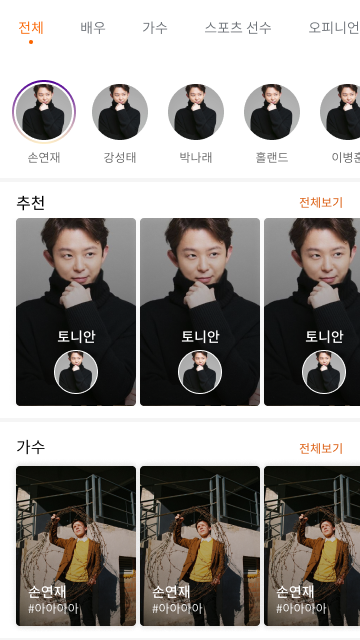 전체 배우 가수 스포츠 선수 오피니언
손연재 강성태 박나래 홀랜드 이병훈
추천 전체보기
토니안 토니안 토니안
가수 전체보기
손연재 손연재 손연재
#아아아아 #아아아아 #아아아아